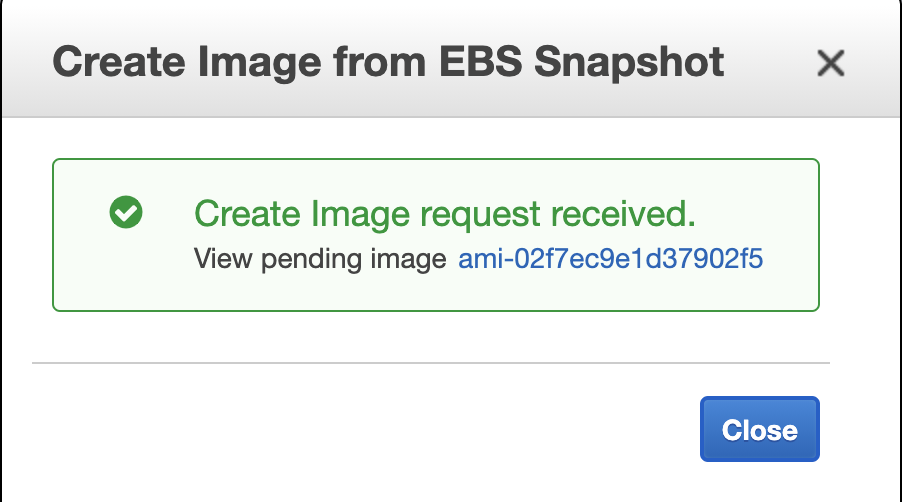 Create Image from EBS Snapshot
Create Image request received.
View pending image ami-02f7ec9e1d37902f5
Close